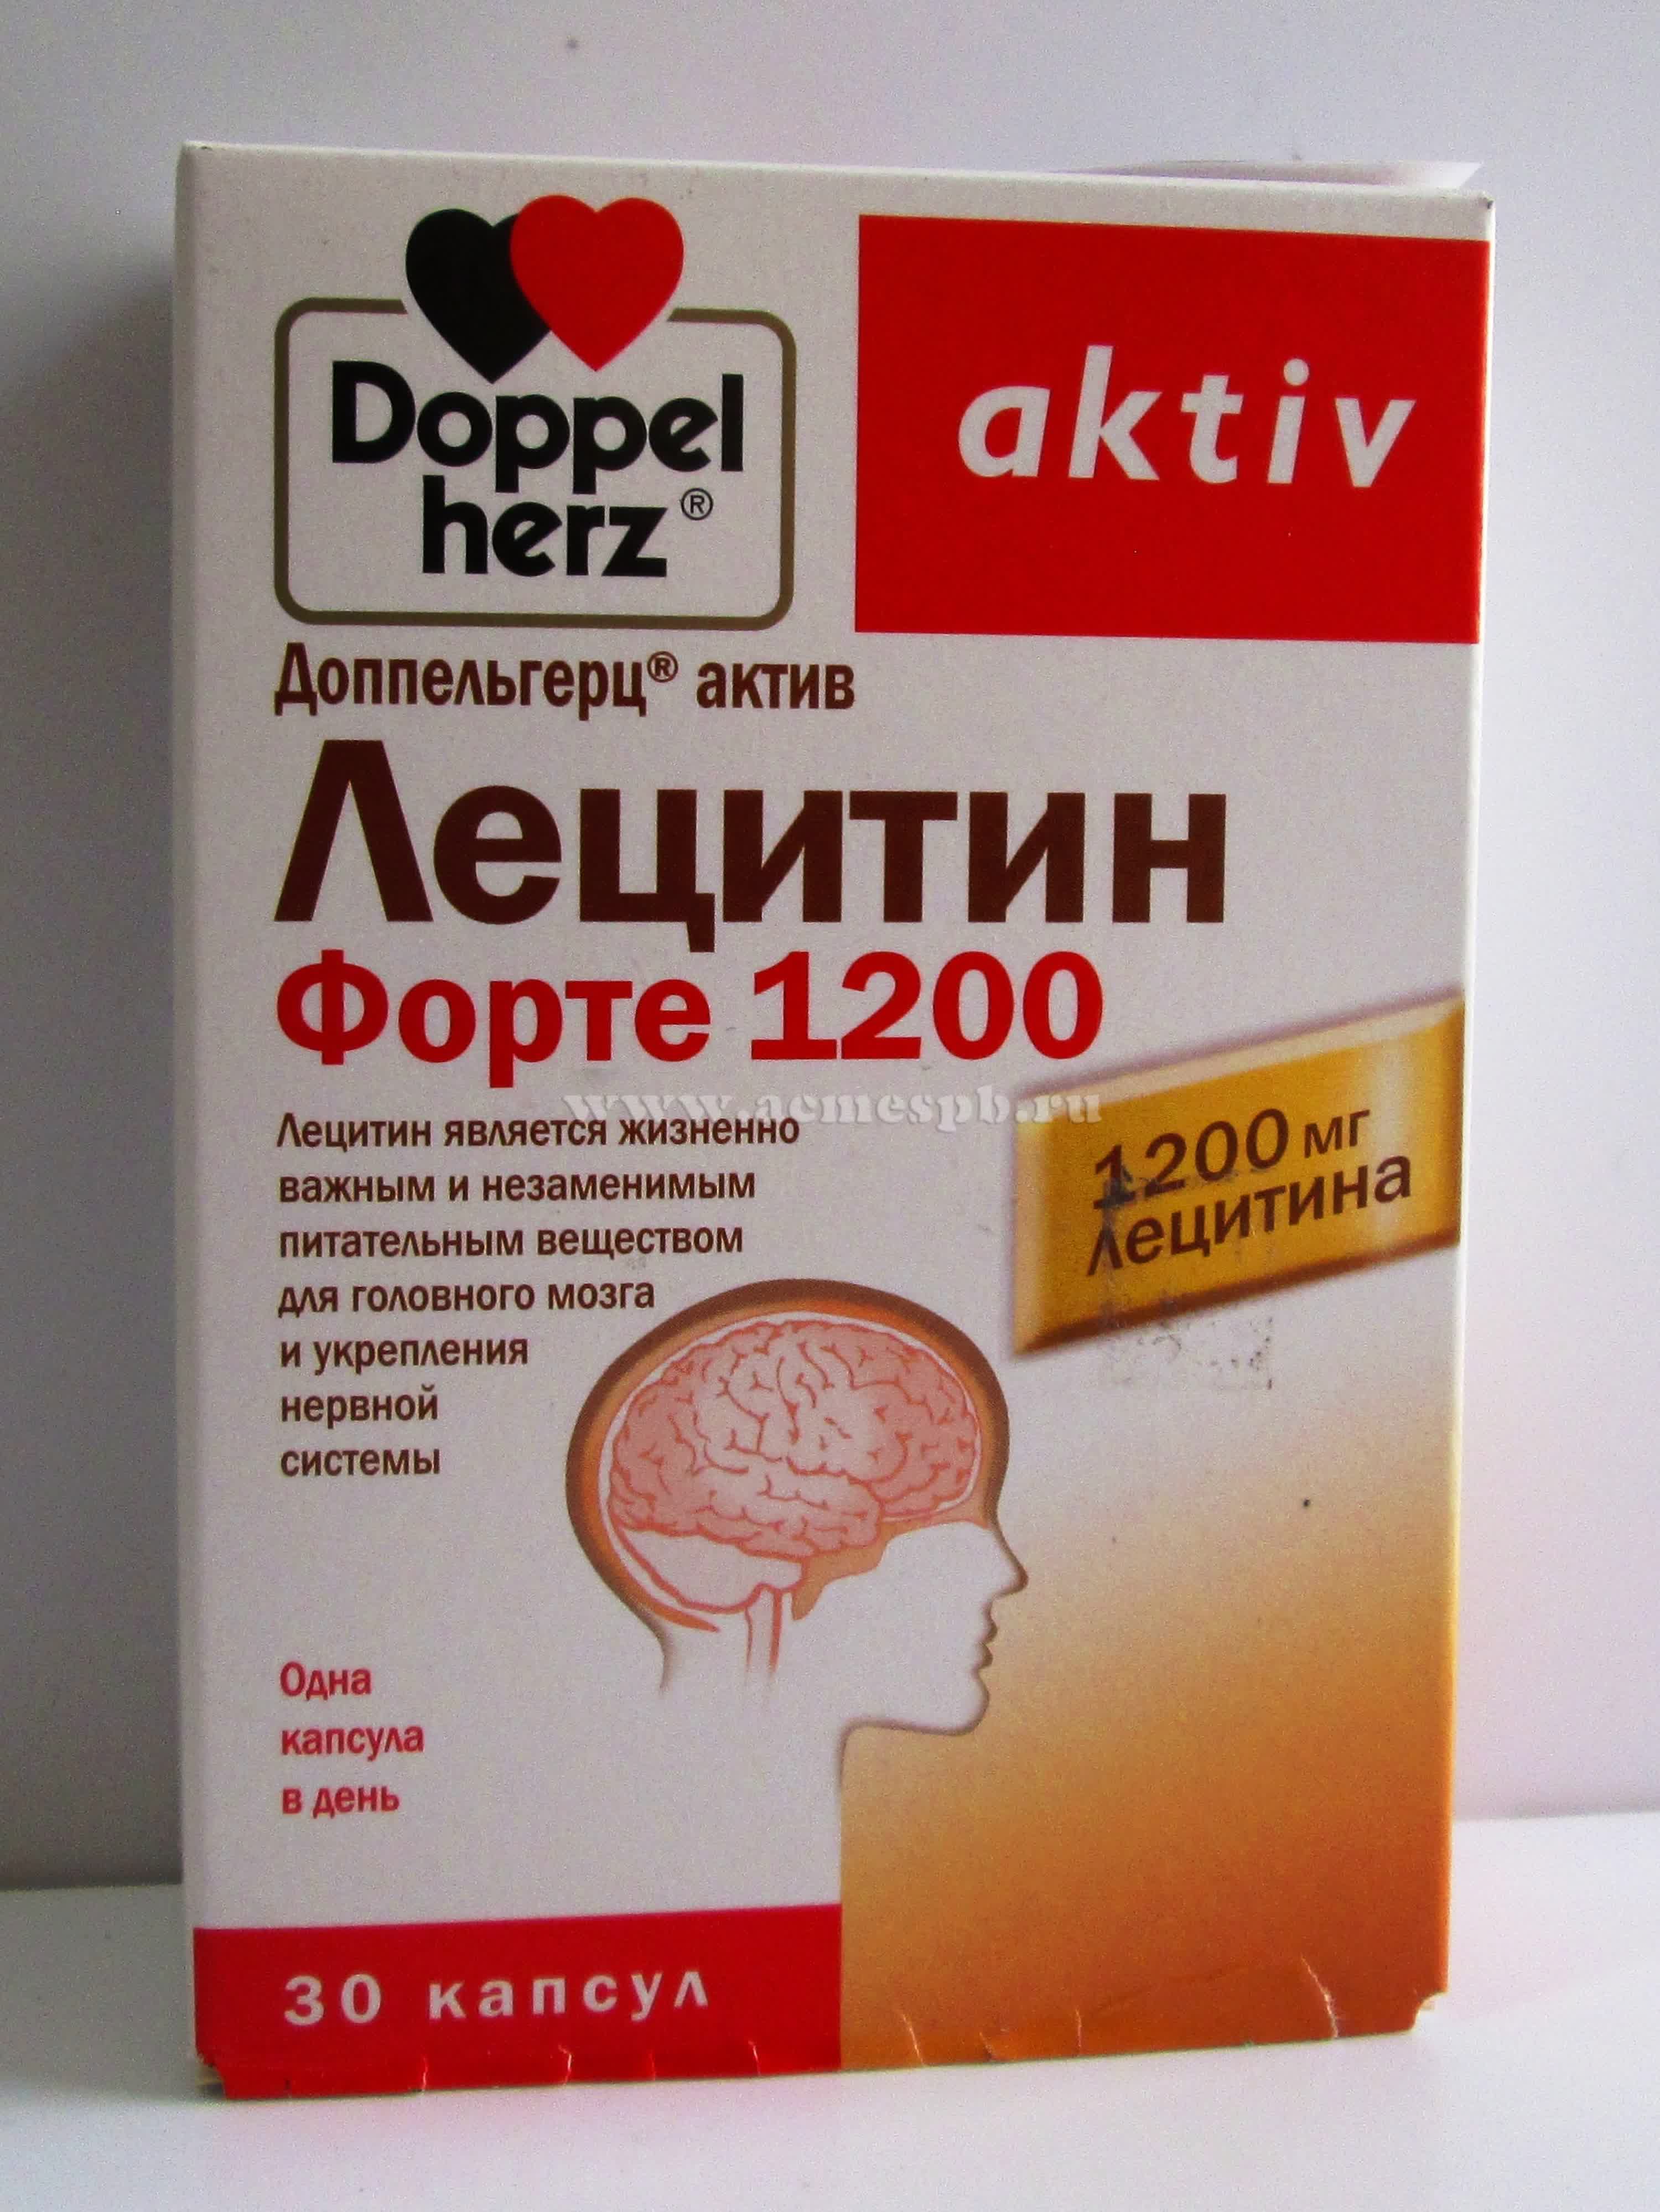 Doppel
herz®
aktiv
Доппельгерц® актив
Лецитин
Форте 1200
www.acmespb.ru
Лецитин является жизненно
важным и незаменимым
питательным веществом
для головного мозга
и укрепления
нервной
системы
1200 мг
лецитина
Одна
капсула
в день
30 капсул